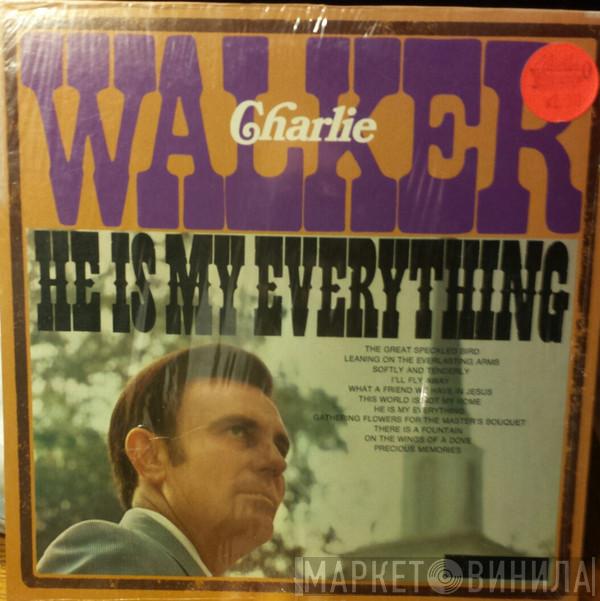 WALKER
Charlie
HE IS MY EVERYTHING
THE GREAT SPECKLED BIRD
LEANING ON THE EVERLASTING ARMS
SOFTLY AND TENDERLY
I'LL FLY AWAY
WHAT A FRIEND WE HAVE IN JESUS
THIS WORLD IS NOT MY HOME
HE IS MY EVERYTHING
GATHERING FLOWERS FOR THE MASTER'S BOUQUET
THERE IS A FOUNTAIN
ON THE WINGS OF A DOVE
PRECIOUS MEMORIES
МАРКЕТ ВИНИЛА